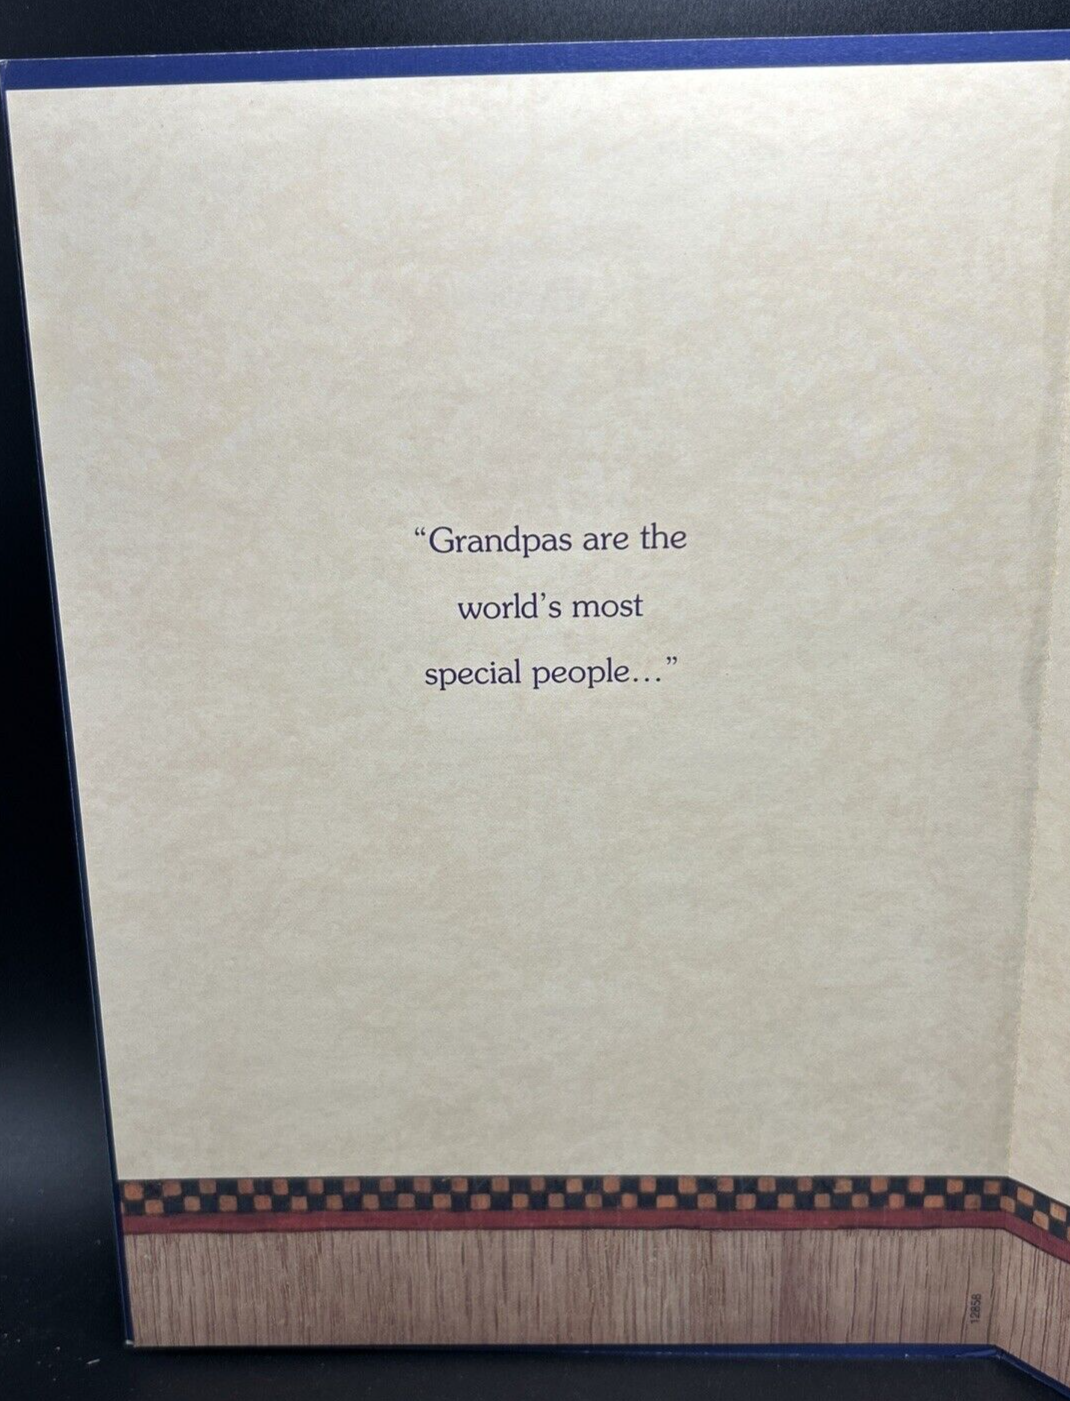 “Grandpas are the
world’s most
special people...”
12858